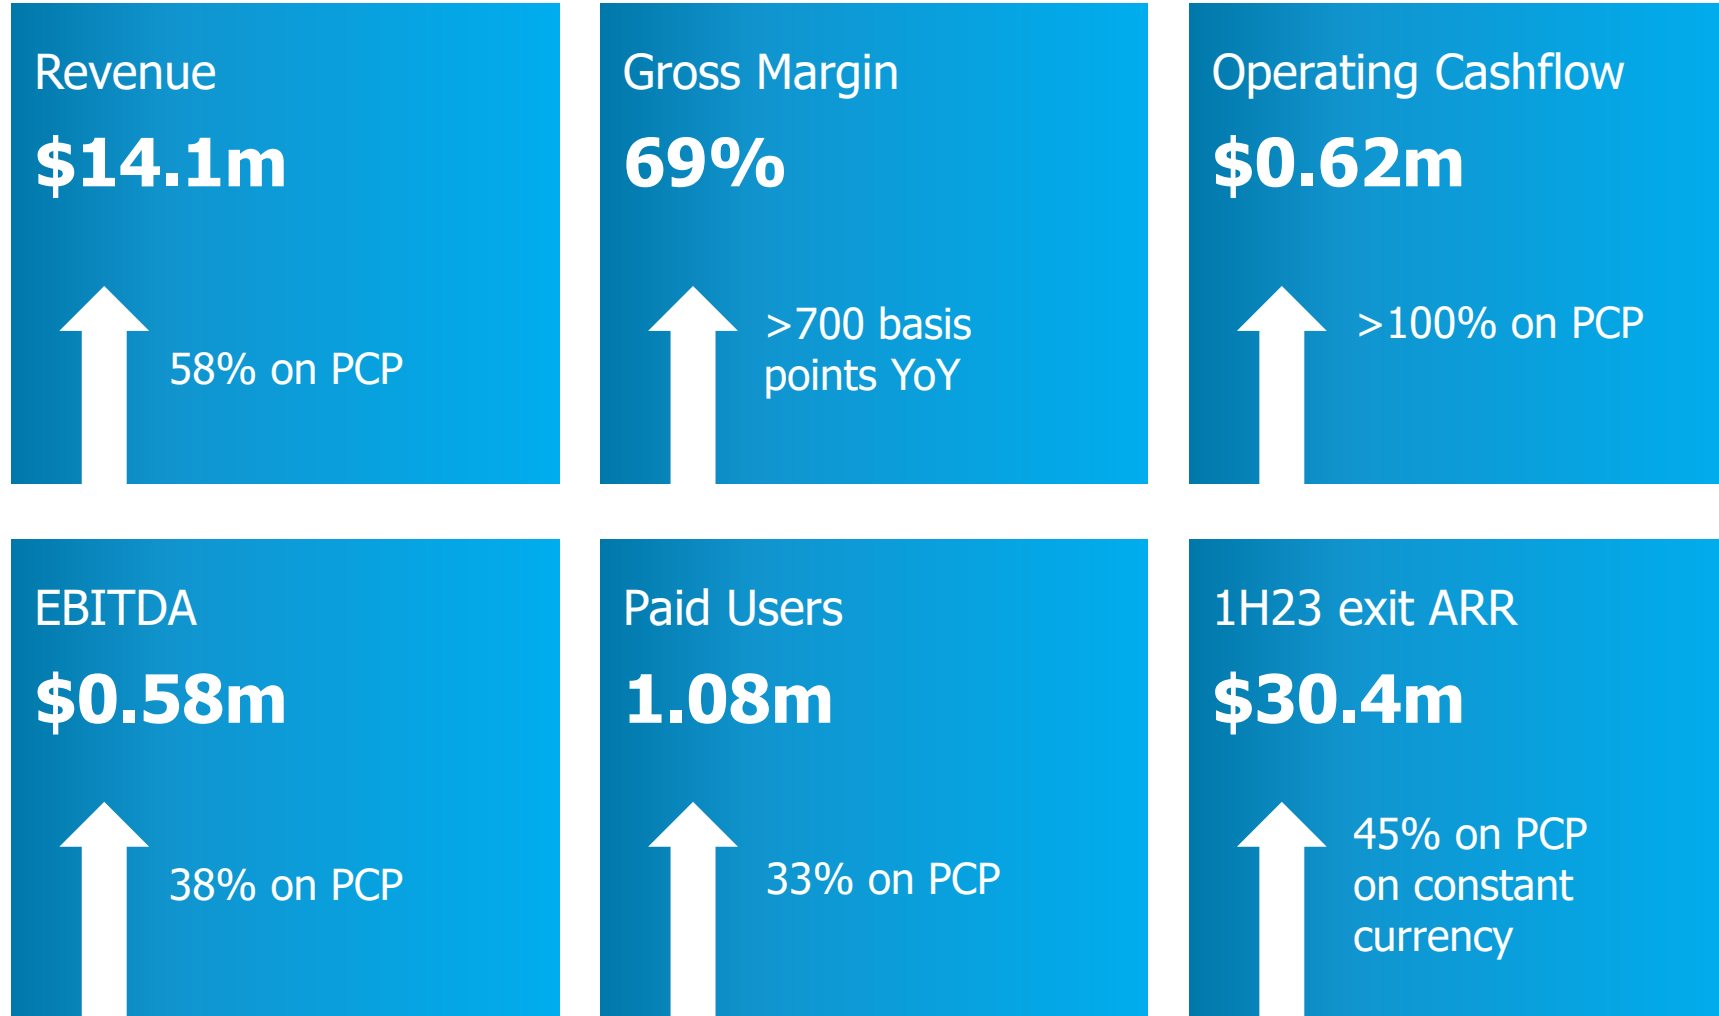 Revenue
$14.1m
58% on PCP
Gross Margin
69%
>700 basis
points YoY
Operating Cashflow
$0.62m
>100% on PCP
EBITDA
$0.58m
38% on PCP
Paid Users
1.08m
33% on PCP
1H23 exit ARR
$30.4m
45% on PCP
on constant
currency